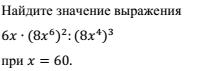 Найдите значение выражения
6x · (8x⁶)² : (8x⁴)³
при x = 60.